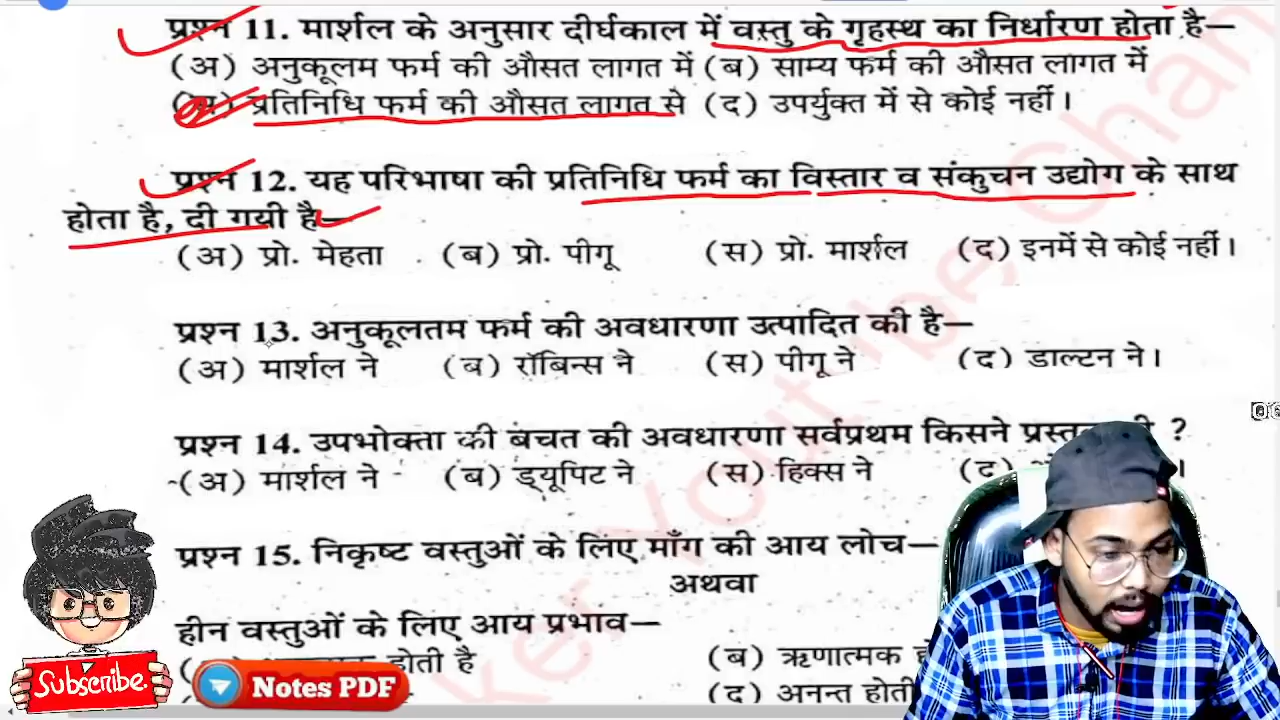 प्रश्न 11. मार्शल के अनुसार दीर्घकाल में वस्तु के गृहस्थ का निर्धारण होता है—
(अ) अनुकूलम फर्म की औसत लागत में (ब) साम्य फर्म की औसत लागत में
प्रतिनिधि फर्म की औसत लागत से (द) उपर्युक्त में से कोई नहीं।
प्रश्न 12. यह परिभाषा की प्रतिनिधि फर्म का विस्तार व संकुचन उद्योग के साथ
होता है, दी गयी है—
(अ) प्रो. मेहता (ब) प्रो. पीगू (स) प्रो. मार्शल (द) इनमें से कोई नहीं।
प्रश्न 13. अनुकूलतम फर्म की अवधारणा उत्पादित की है—
(अ) मार्शल ने (ब) रॉबिन्स ने (स) पीगू ने (द) डाल्टन ने।
प्रश्न 14. उपभोक्ता की बचत की अवधारणा सर्वप्रथम किसने ?
(अ) मार्शल ने (ब) ड्यूपिट ने (स) हिक्स ने (द)
प्रश्न 15. निकृष्ट वस्तुओं के लिए माँग की आय लोच—
अथवा
हीन वस्तुओं के लिए आय प्रभाव—
होती है (ब) ऋणात्मक
(द) अनन्त होती
Subscribe.
Notes PDF